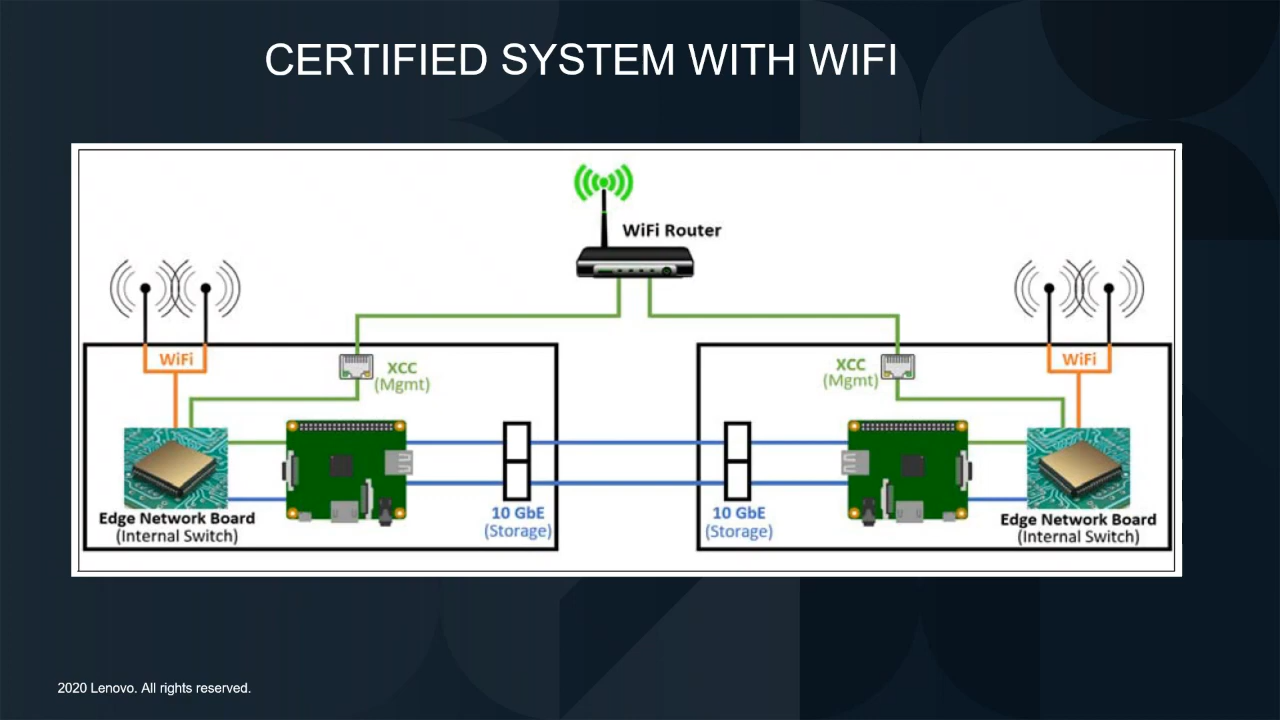 CERTIFIED SYSTEM WITH WIFI
WiFi Router
WiFi
XCC
(Mgmt)
XCC
(Mgmt)
WiFi
10 GbE
(Storage)
10 GbE
(Storage)
Edge Network Board
(Internal Switch)
Edge Network Board
(Internal Switch)
2020 Lenovo. All rights reserved.